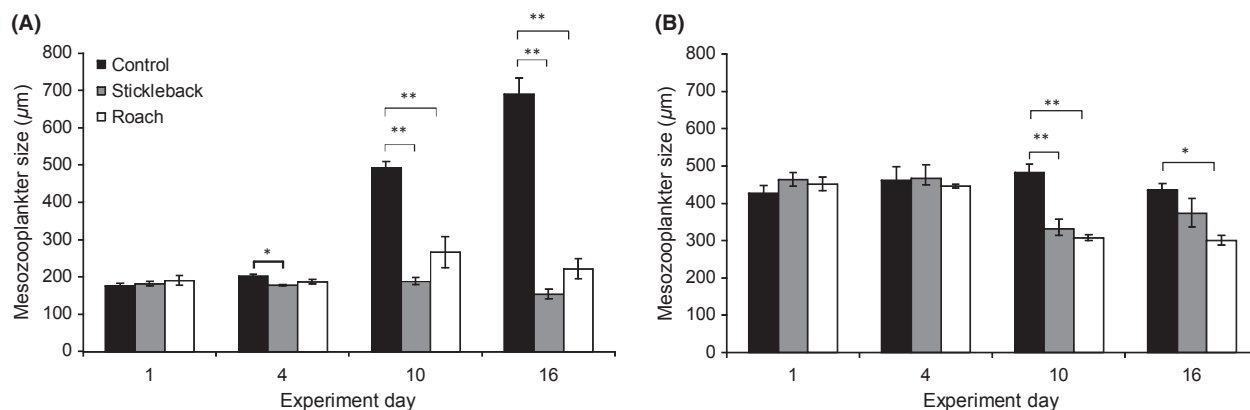 (A)
Mesozooplankter size (µm)
800
700
600
500
400
300
200
100
0
Control
Stickleback
Roach
*
**
**
**
**
1 4 10 16
Experiment day
(B)
Mesozooplankter size (µm)
800
700
600
500
400
300
200
100
0
**
**
*
1 4 10 16
Experiment day